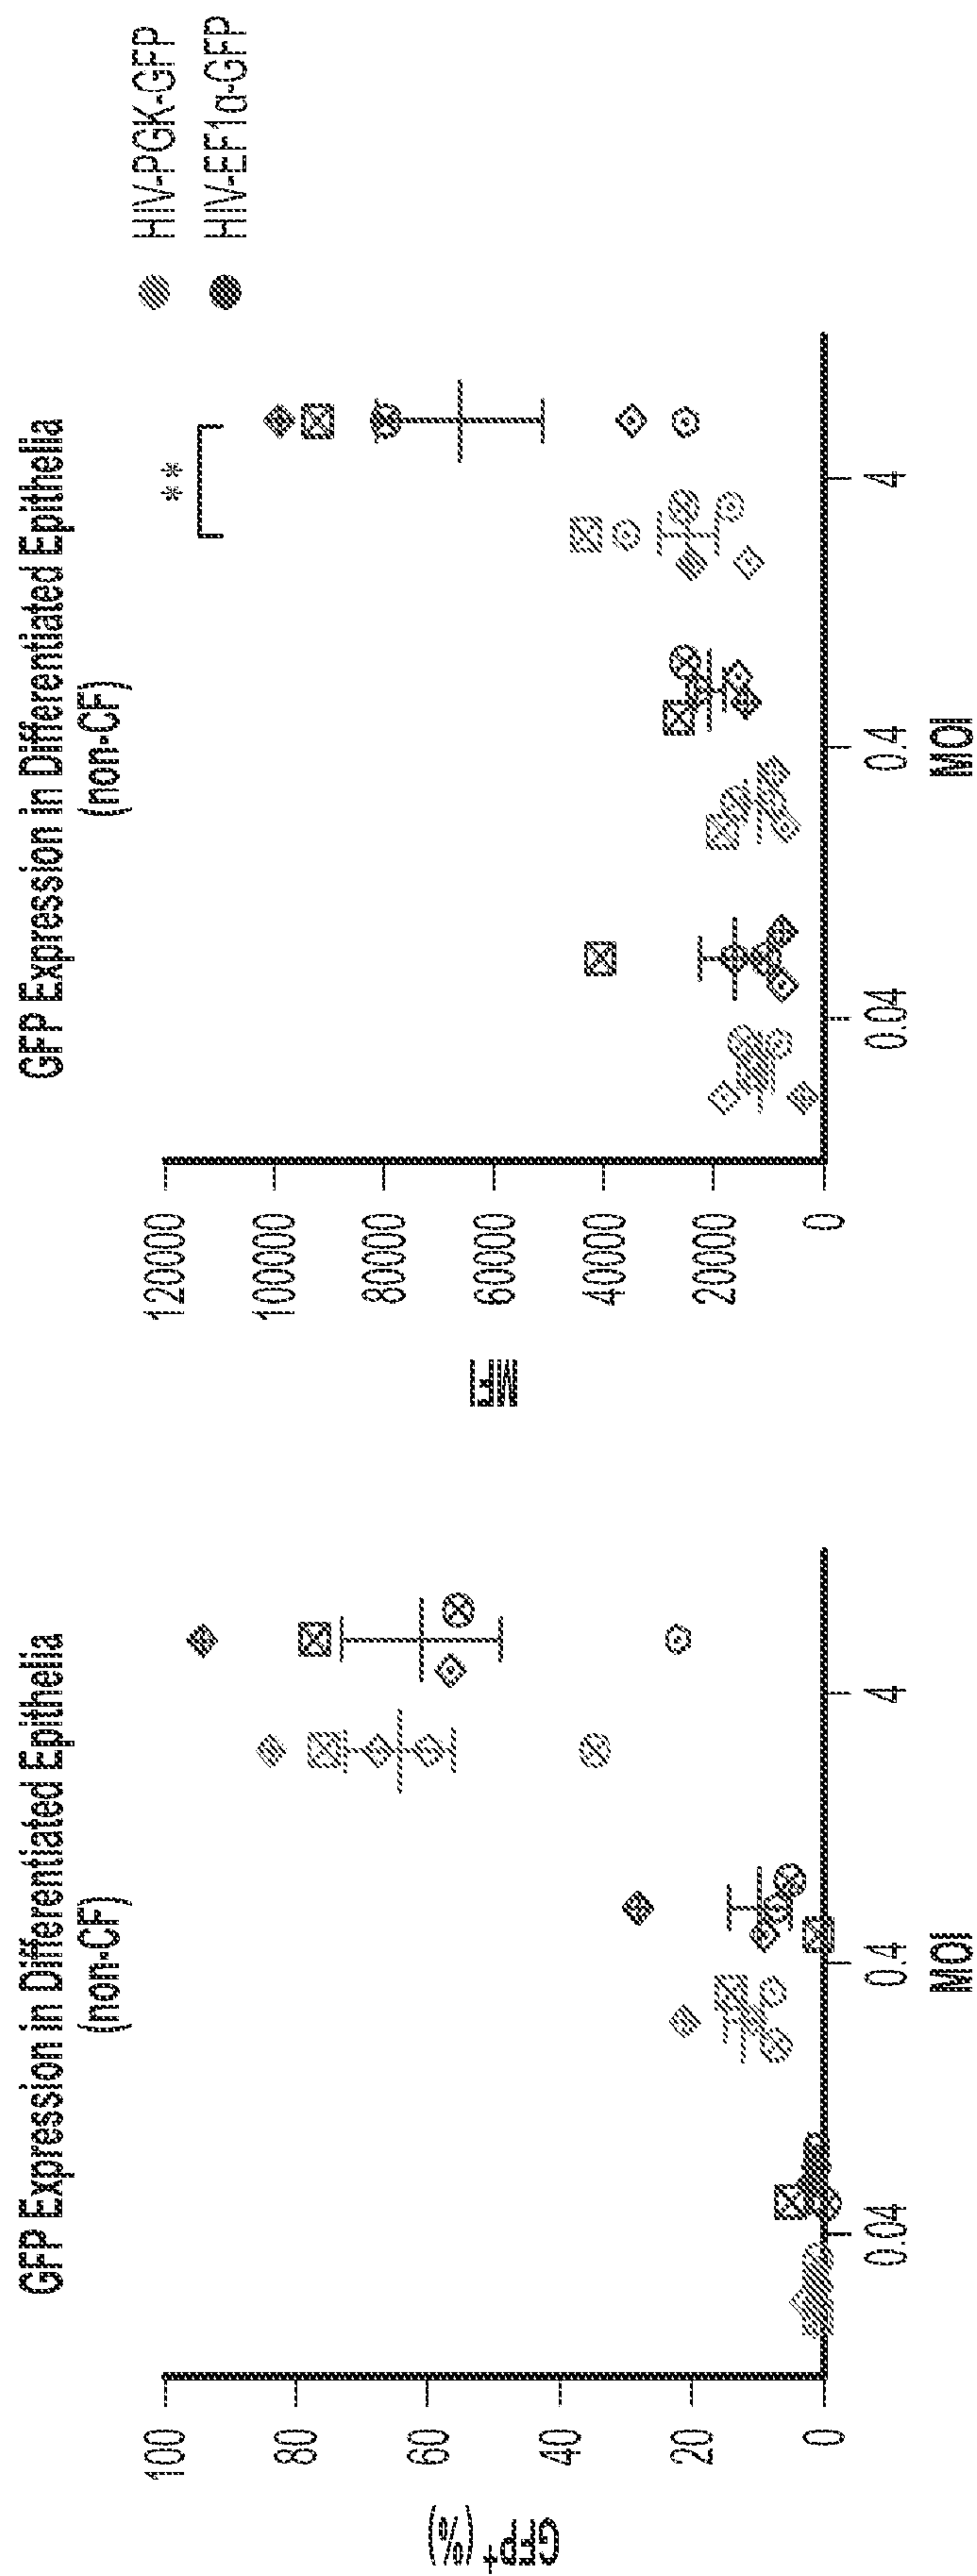 GFP Expression in Differentiated Epithelia
(non-CF)
GFP+ (%)
100
80
60
40
20
0
0.04
0.4
4
MOI
GFP Expression in Differentiated Epithelia
(non-CF)
MFI
120000
100000
80000
60000
40000
20000
0
0.04
0.4
4
MOI
**
HIV-PGK-GFP
HIV-EF1α-GFP